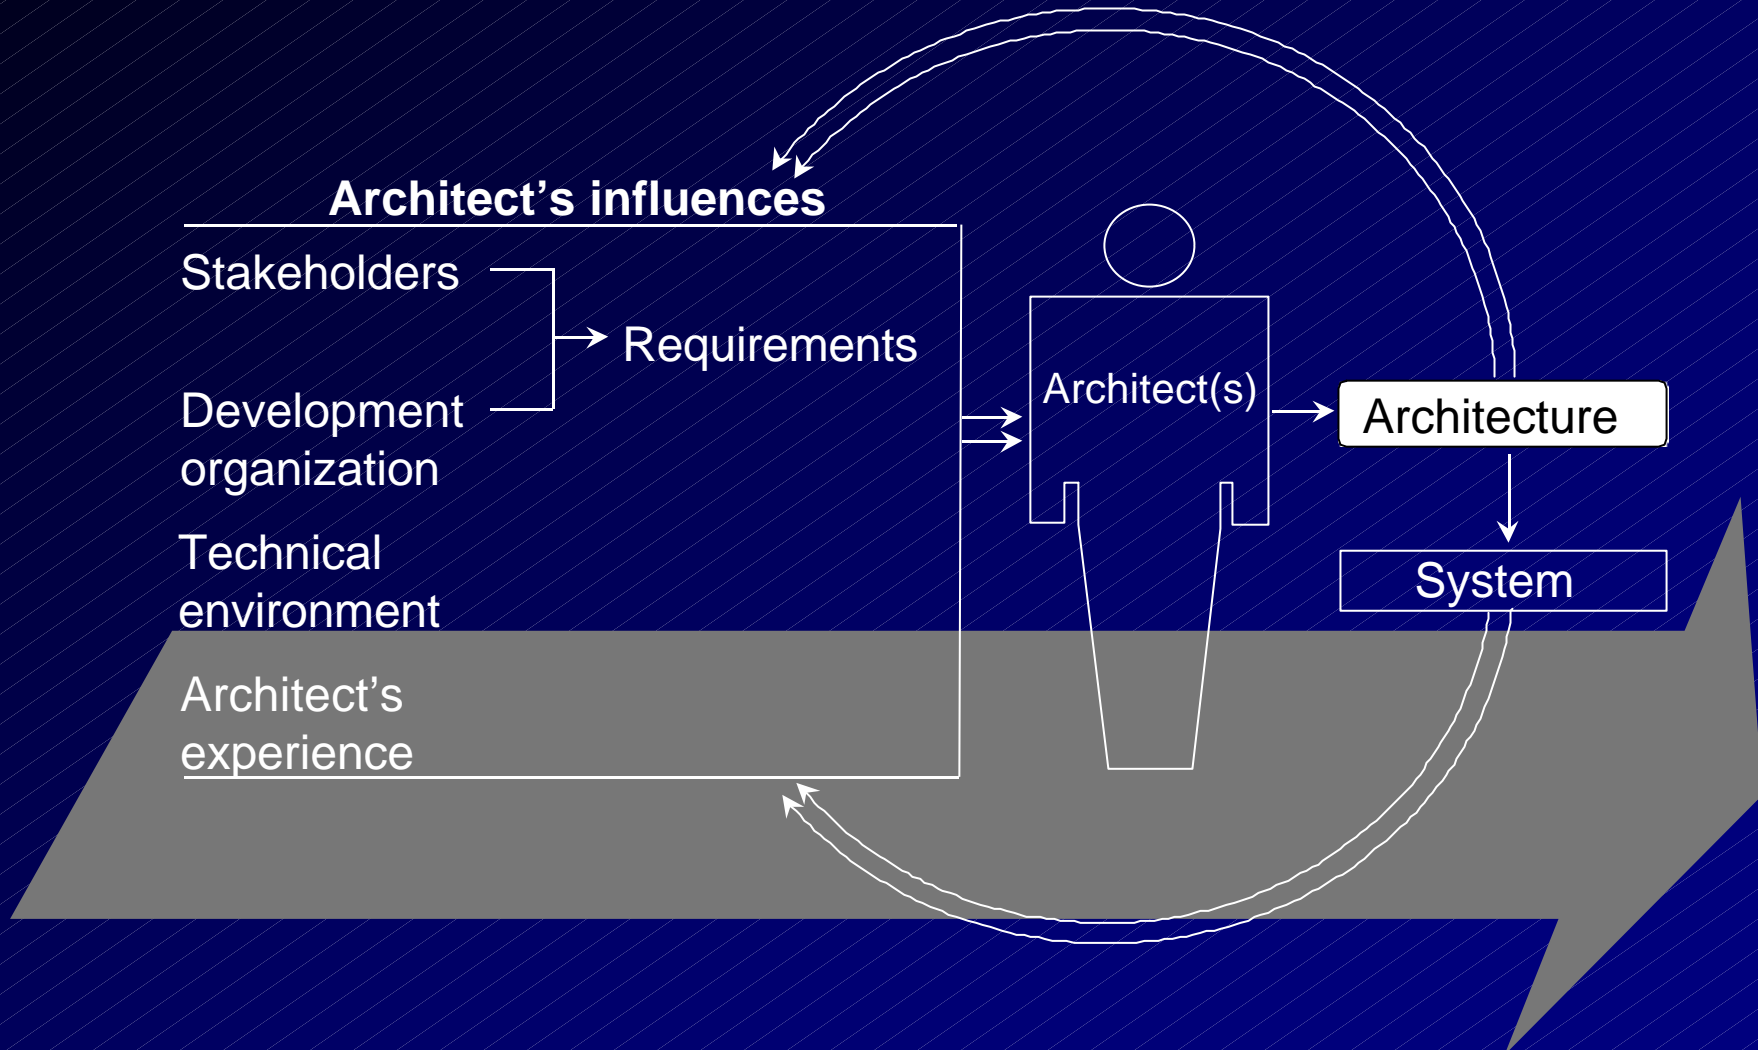 Architect’s influences
Stakeholders
Requirements
Development
organization
Technical
environment
Architect’s
experience
Architect(s)
Architecture
System